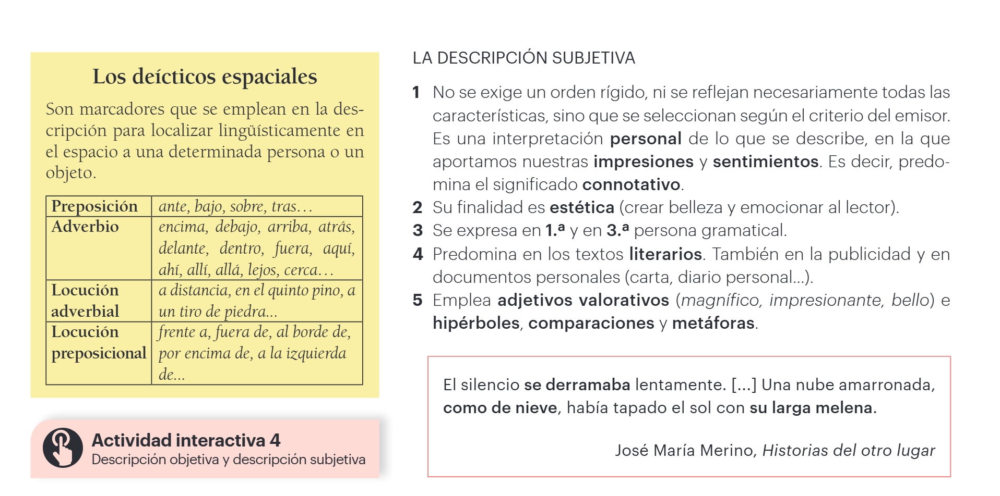 Los deícticos espaciales
Son marcadores que se emplean en la des-
cripción para localizar lingüísticamente en
el espacio a una determinada persona o un
objeto.
Preposición ante, bajo, sobre, tras…
Adverbio encima, debajo, arriba, atrás,
delante, dentro, fuera, aquí,
ahí, allí, allá, lejos, cerca…
Locución a distancia, en el quinto pino, a
adverbial un tiro de piedra...
Locución frente a, fuera de, al borde de,
preposicional por encima de, a la izquierda
de...
Actividad interactiva 4
Descripción objetiva y descripción subjetiva
LA DESCRIPCIÓN SUBJETIVA
1 No se exige un orden rígido, ni se reflejan necesariamente todas las
características, sino que se seleccionan según el criterio del emisor.
Es una interpretación personal de lo que se describe, en la que
aportamos nuestras impresiones y sentimientos. Es decir, predo-
mina el significado connotativo.
2 Su finalidad es estética (crear belleza y emocionar al lector).
3 Se expresa en 1.ª y en 3.ª persona gramatical.
4 Predomina en los textos literarios. También en la publicidad y en
documentos personales (carta, diario personal...).
5 Emplea adjetivos valorativos (magnífico, impresionante, bello) e
hipérboles, comparaciones y metáforas.
El silencio se derramaba lentamente. [...] Una nube amarronada,
como de nieve, había tapado el sol con su larga melena.
José María Merino, Historias del otro lugar